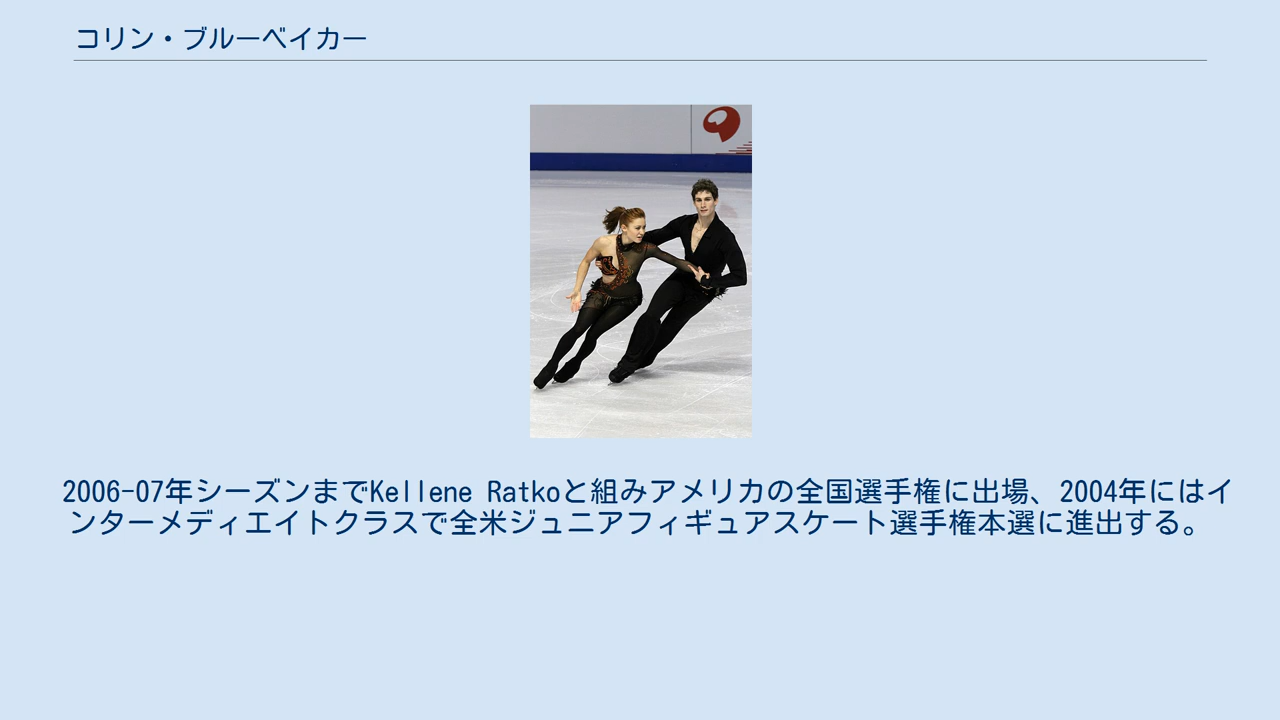 コリン・ブルーベイカー
2006-07年シーズンまでKellene Ratkoと組みアメリカの全国選手権に出場、2004年にはイ
ンターメディエイトクラスで全米ジュニアフィギュアスケート選手権本選に進出する。